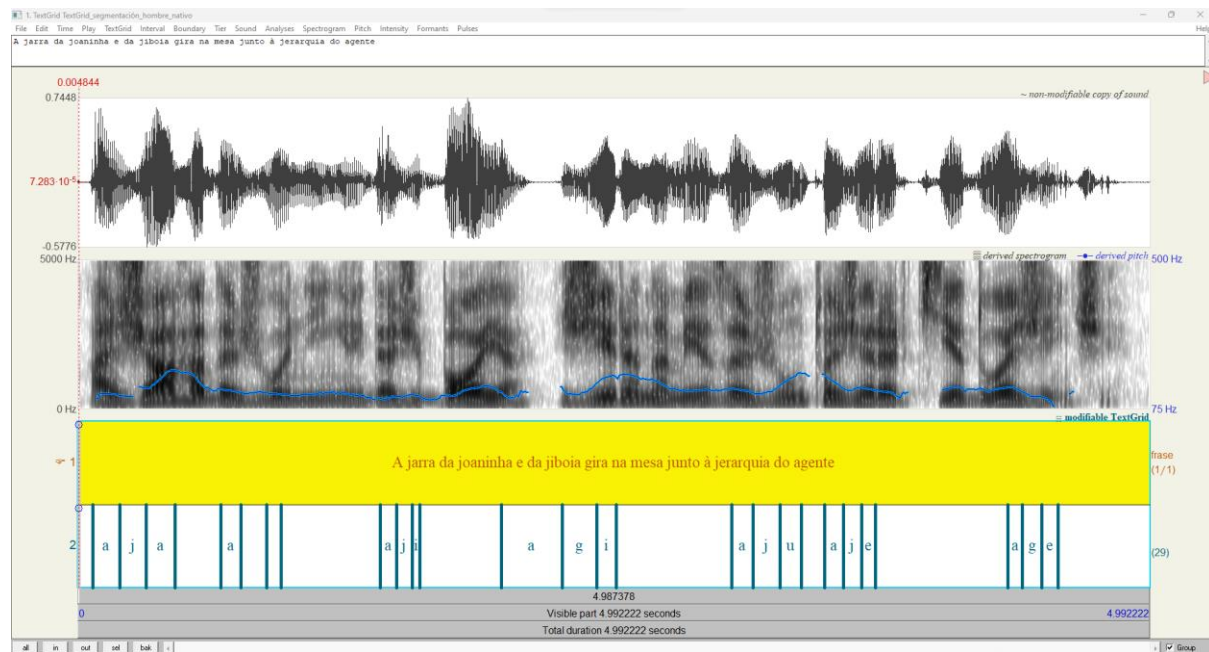 1. TextGrid TextGrid_segmentación_hombre_nativo
File Edit Time Play TextGrid Interval Boundary Tier Sound Analyses Spectrogram Pitch Intensity Formants Pulses Help
A jarra da joaninha e da jiboia gira na mesa junto à jerarquia do agente
0.004844
0.7448
~ non-modifiable copy of sound
7.283·10⁻⁵
-0.5776
5000 Hz
derived spectrogram derived pitch 500 Hz
0 Hz 75 Hz
modifiable TextGrid
1 A jarra da joaninha e da jiboia gira na mesa junto à jerarquia do agente frase
(1/1)
2 a j a a a j i a g i a j u a j e a g e (29)
4.987378
0 Visible part 4.992222 seconds 4.992222
Total duration 4.992222 seconds
all in out sel bak Group